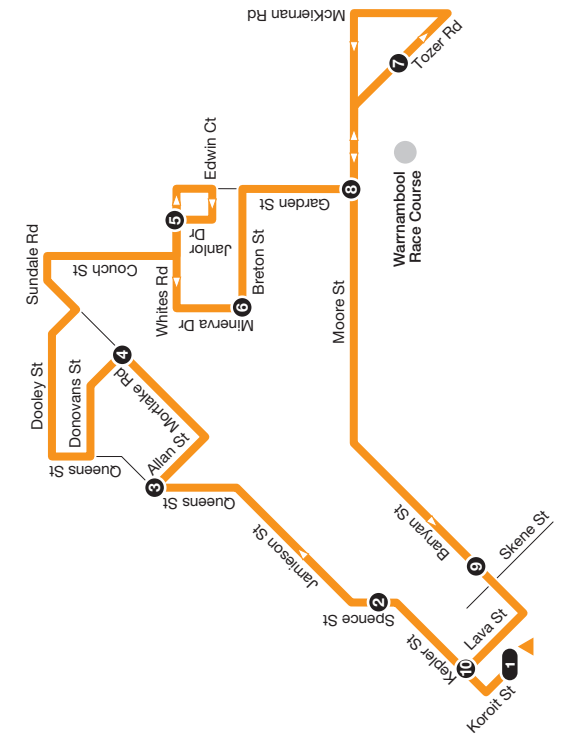 McKiernan Rd
Tozer Rd
7
Edwin Ct
Warrnambool
Race Course
8
Garden St
5
Janlor
Dr
Sundale Rd
Couch St
Whites Rd
Breton St
6
Minerva Dr
Moore St
4
Dooley St
Donovans St
Mortlake Rd
Allan St
Queens St
3
Queens St
Jamieson St
Banyan St
Skene St
9
2
Spence St
Kepler St
Lava St
10
1
Koroit St